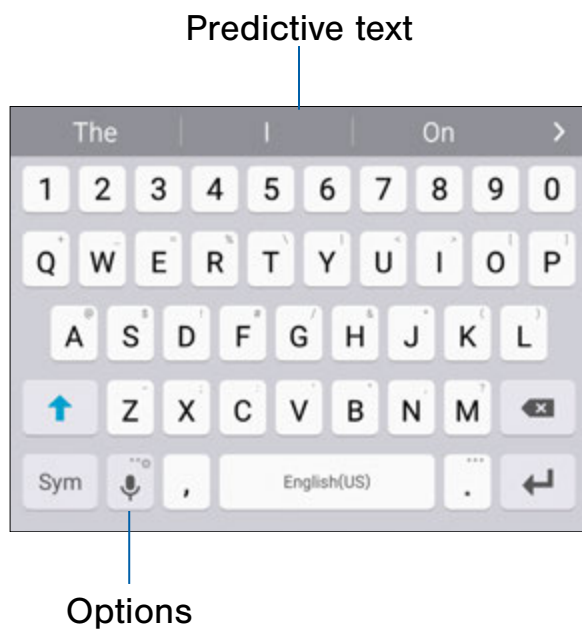 Predictive text
The I On >
1 2 3 4 5 6 7 8 9 0
+ _ = % \ | < > [ ]
Q W E R T Y U I O P
@ $ ! # / & * ( )
A S D F G H J K L
Z X C V B N M
Sym , English(US) .
Options